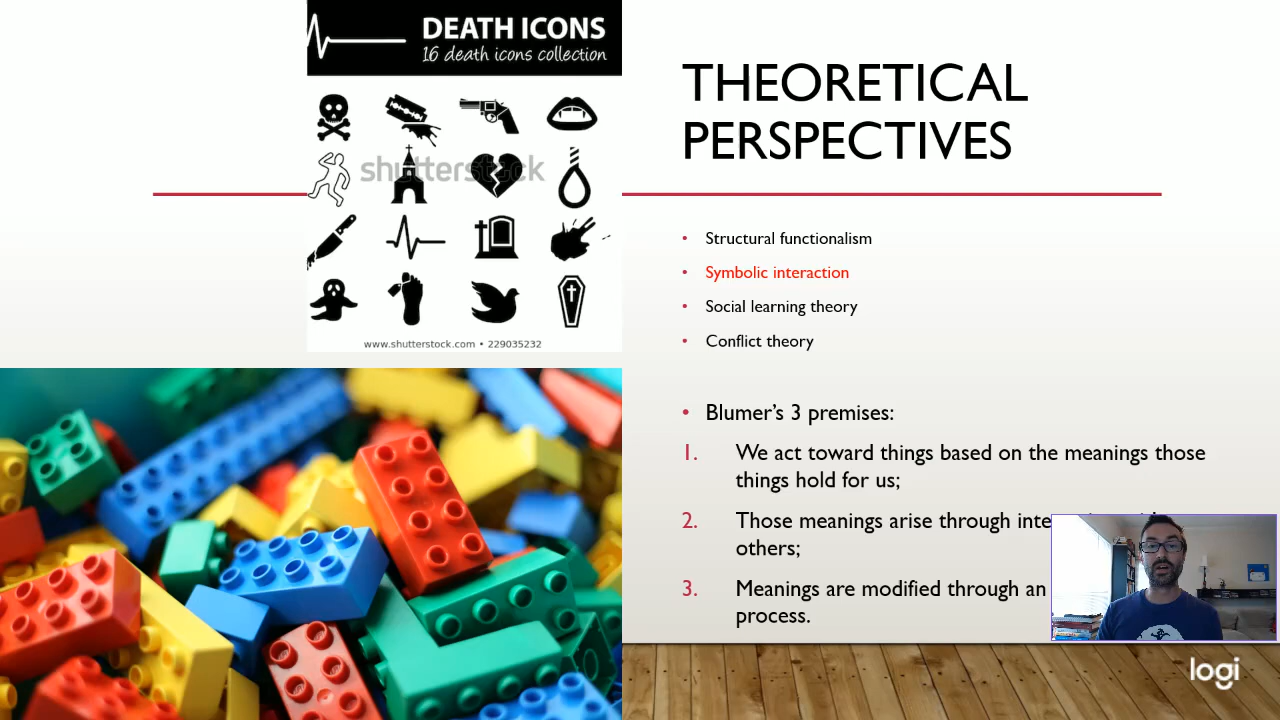 DEATH ICONS
16 death icons collection
shutterstock
www.shutterstock.com • 229035232
THEORETICAL
PERSPECTIVES
• Structural functionalism
• Symbolic interaction
• Social learning theory
• Conflict theory
• Blumer's 3 premises:
1. We act toward things based on the meanings those
things hold for us;
2. Those meanings arise through
others;
3. Meanings are modified through an
process.
logi